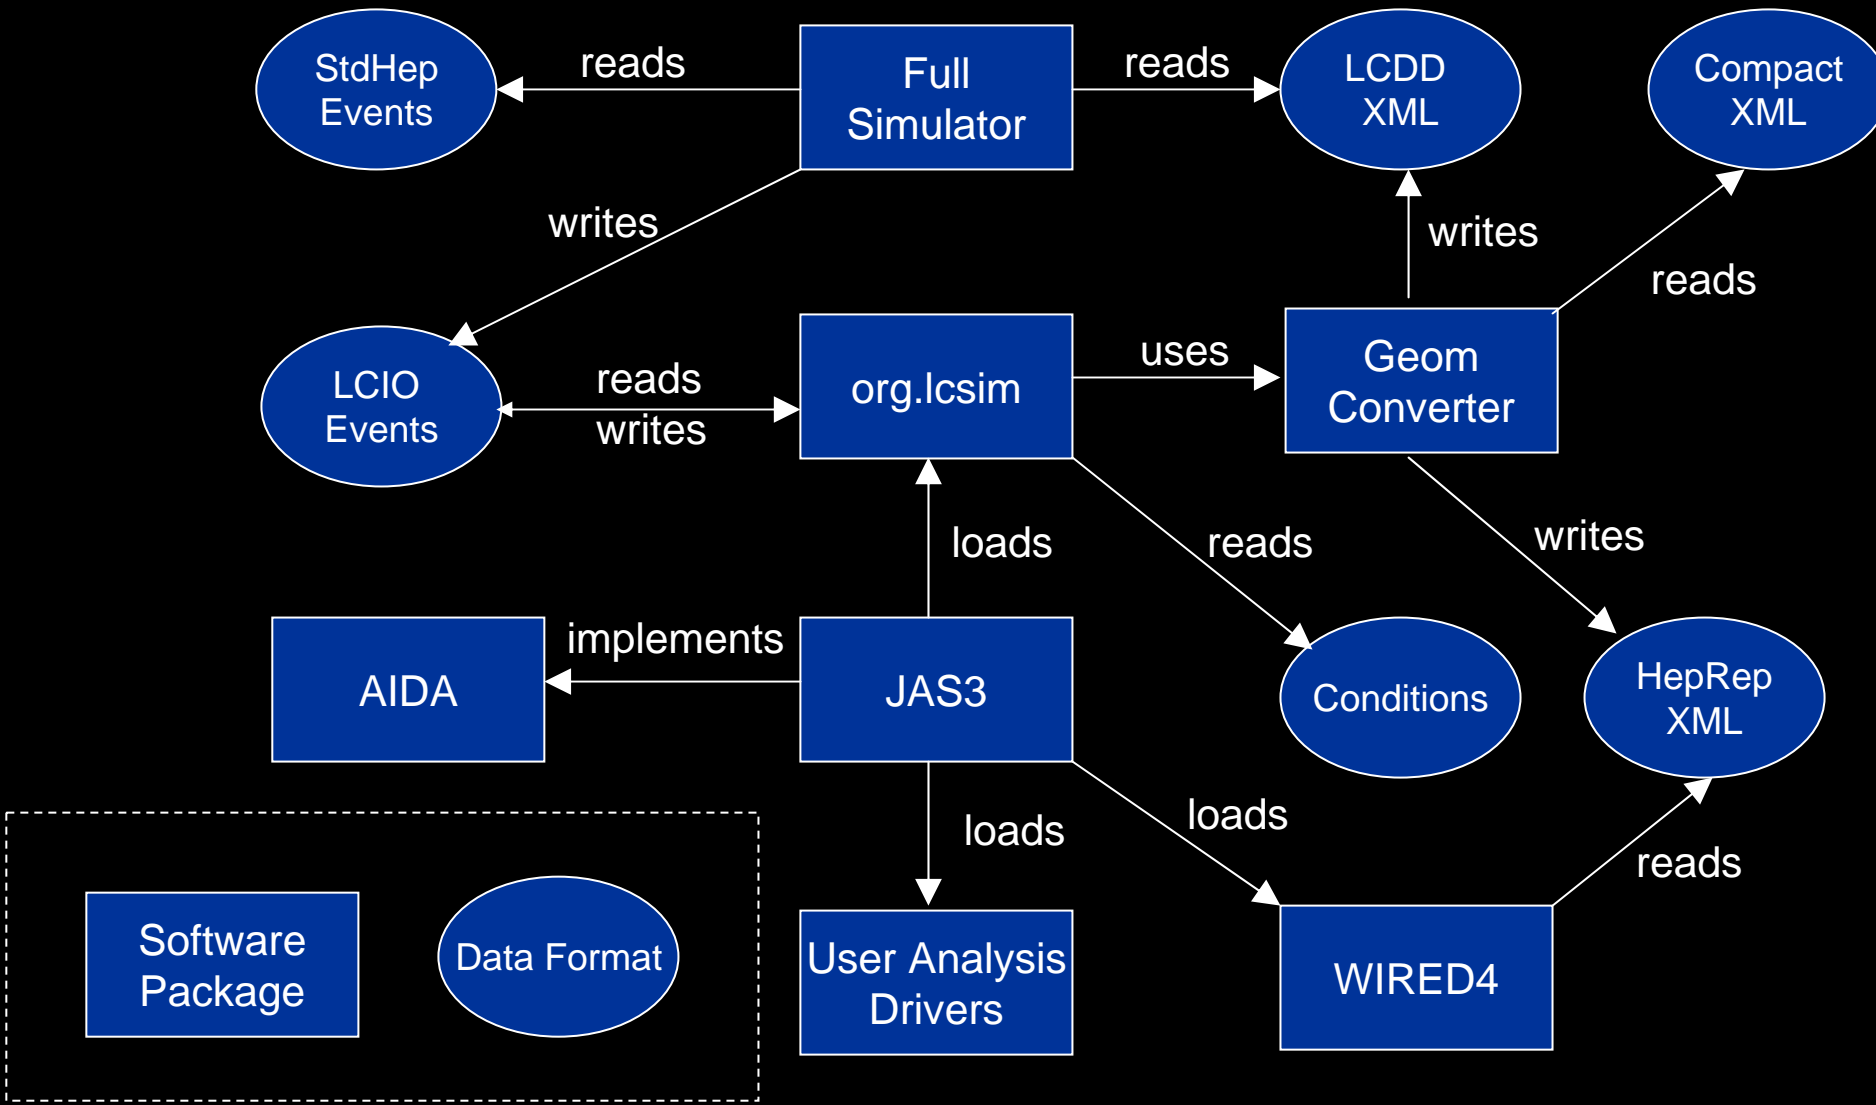 StdHep
Events
reads
Full
Simulator
reads
LCDD
XML
Compact
XML
writes
writes
reads
LCIO
Events
reads
writes
org.lcsim
uses
Geom
Converter
loads
reads
writes
AIDA
implements
JAS3
Conditions
HepRep
XML
loads
loads
reads
Software
Package
Data Format
User Analysis
Drivers
WIRED4